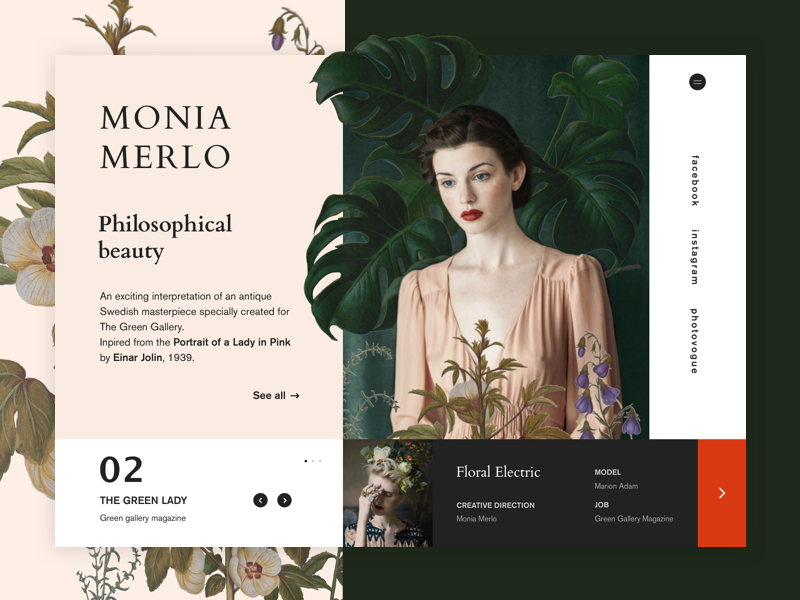 MONIA
MERLO
Philosophical
beauty
An exciting interpretation of an antique
Swedish masterpiece specially created for
The Green Gallery.
Inpired from the Portrait of a Lady in Pink
by Einar Jolin, 1939.
See all →
facebook
instagram
photovogue
02
THE GREEN LADY
Green gallery magazine
Floral Electric
CREATIVE DIRECTION
Monia Merlo
MODEL
Marion Adam
JOB
Green Gallery Magazine